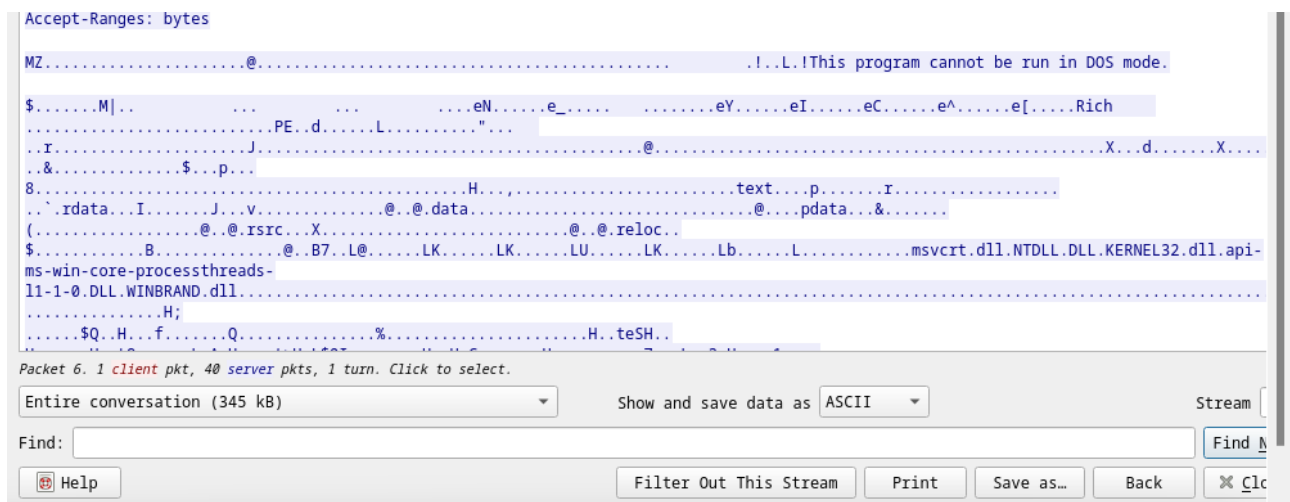 Accept-Ranges: bytes
MZ......................@...........................................       .!..L.!This program cannot be run in DOS mode.
$.......M|..          ...        ...        ....eN......e_.....   ........eY......eI......eC......e^......e[.....Rich
..........................PE..d......L.........."...
..r....................J........................................@...............................................X...d.......X....
..&..............$...p...
8.............................................H...,.......................text....p.......r.................
..`.rdata...I.......J...v.............@..@.data..............................@....pdata...&.......
(.................@..@.rsrc...X..........................@..@.reloc..
$............B.............@..B7..L@......LK......LK......LU......LK......Lb......L............msvcrt.dll.NTDLL.DLL.KERNEL32.dll.api-
ms-win-core-processthreads-
l1-1-0.DLL.WINBRAND.dll...........................................................................................................
...............H;
......$Q..H...f.......Q..............%.....................H..teSH..
Packet 6. 1 client pkt, 40 server pkts, 1 turn. Click to select.
Entire conversation (345 kB) Show and save data as ASCII Stream
Find: Find
Help Filter Out This Stream Print Save as… Back